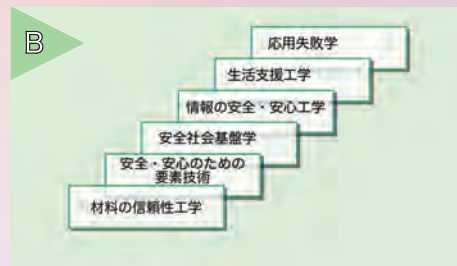 B
応用失敗学
生活支援工学
情報の安全・安心工学
安全社会基盤学
安全・安心のための
要素技術
材料の信頼性工学